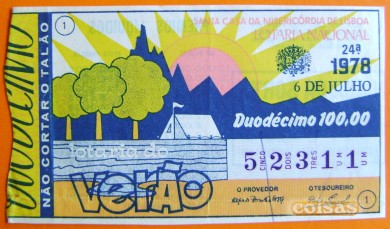 1
NÃO CORTAR O TALÃO
SANTA CASA DA MISERICÓRDIA DE LISBOA
LOTARIA NACIONAL
24ª
1978
6 DE JULHO
Duodécimo 100,00
lotaria do
verão
5 2 3 1 1
CINCO DOIS TRÊS UM UM
O PROVEDOR
O TESOUREIRO
1
coisas